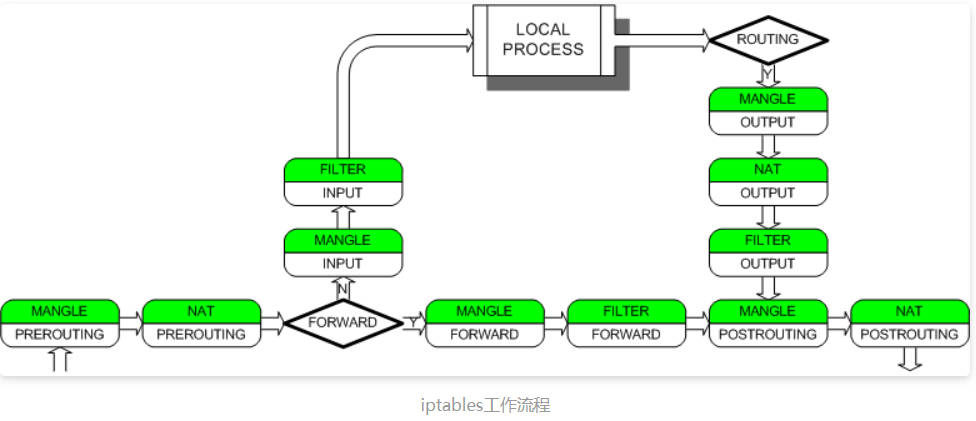 LOCAL
PROCESS
ROUTING
Y
MANGLE
OUTPUT
FILTER
INPUT
NAT
OUTPUT
MANGLE
INPUT
FILTER
OUTPUT
N
MANGLE
PREROUTING
NAT
PREROUTING
FORWARD
Y
MANGLE
FORWARD
FILTER
FORWARD
MANGLE
POSTROUTING
NAT
POSTROUTING
iptables工作流程